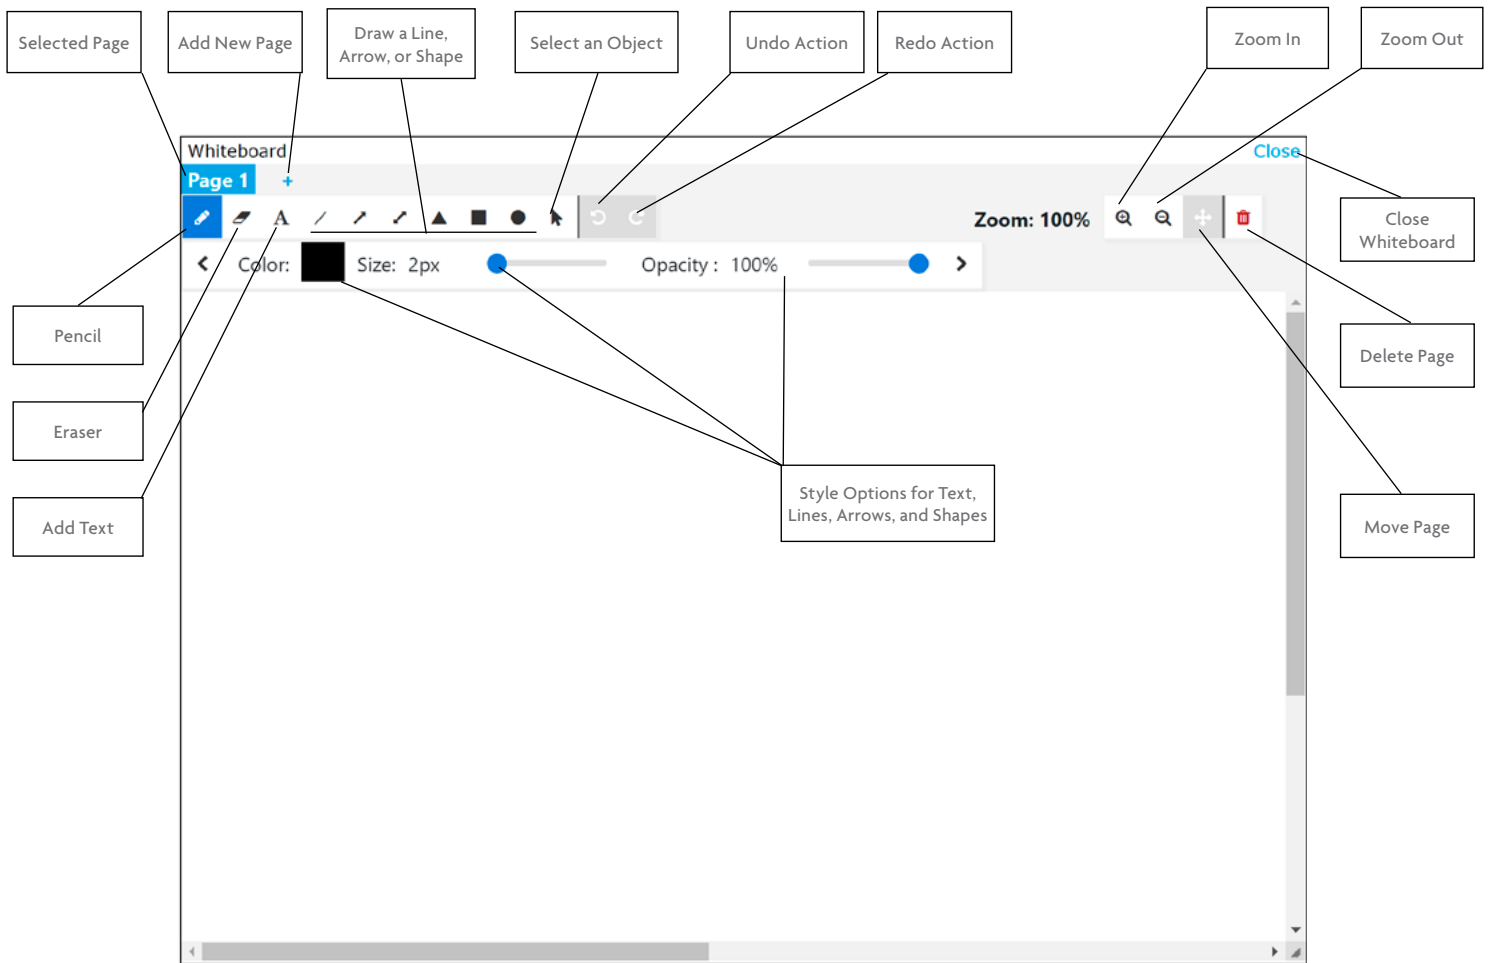 Selected Page
Add New Page
Draw a Line,
Arrow, or Shape
Select an Object
Undo Action
Redo Action
Zoom In
Zoom Out
Whiteboard
Close
Page 1
+
A
Zoom: 100%
Color:
Size: 2px
Opacity : 100%
Close
Whiteboard
Pencil
Delete Page
Eraser
Style Options for Text,
Lines, Arrows, and Shapes
Add Text
Move Page